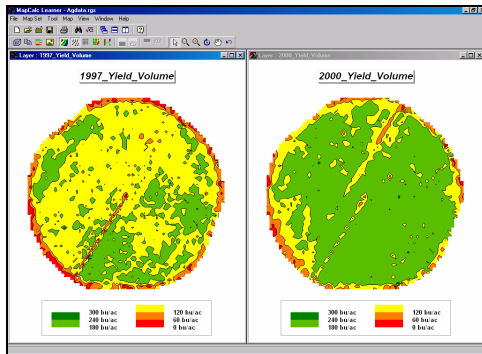 MapCalc Learner - Agdata.rgs
File Map Set Tool Map View Window Help
Layer : 1997_Yield_Volume
1997_Yield_Volume
300 bu/ac
240 bu/ac
180 bu/ac
120 bu/ac
60 bu/ac
0 bu/ac
Layer : 2000_Yield_Volume
2000_Yield_Volume
300 bu/ac
240 bu/ac
180 bu/ac
120 bu/ac
60 bu/ac
0 bu/ac